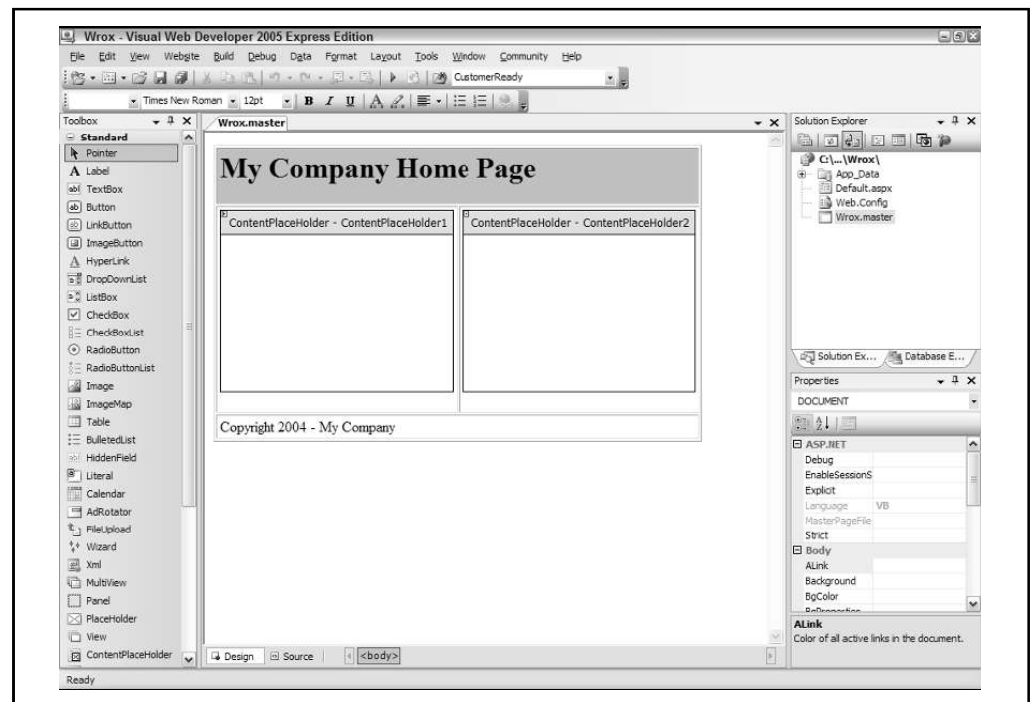 Wrox - Visual Web Developer 2005 Express Edition
File Edit View Website Build Debug Data Format Layout Tools Window Community Help
CustomerReady
Times New Roman 12pt B I U A
Toolbox
Standard
Pointer
A Label
abl TextBox
ab Button
ab LinkButton
ImageButton
A HyperLink
DropDownList
ListBox
CheckBox
CheckBoxList
RadioButton
RadioButtonList
Image
ImageMap
Table
BulletedList
HiddenField
Literal
Calendar
AdRotator
FileUpload
Wizard
Xml
MultiView
Panel
PlaceHolder
View
ContentPlaceHolder
Wrox.master
My Company Home Page
ContentPlaceHolder - ContentPlaceHolder1
ContentPlaceHolder - ContentPlaceHolder2
Copyright 2004 - My Company
Design Source <body>
Solution Explorer
C:\...\Wrox\
App_Data
Default.aspx
Web.Config
Wrox.master
Solution Ex... Database E...
Properties
DOCUMENT
ASP.NET
Debug
EnableSessionS
Explicit
Language VB
MasterPageFile
Strict
Body
ALink
Background
BgColor
BgProperties
ALink
Color of all active links in the document.
Ready